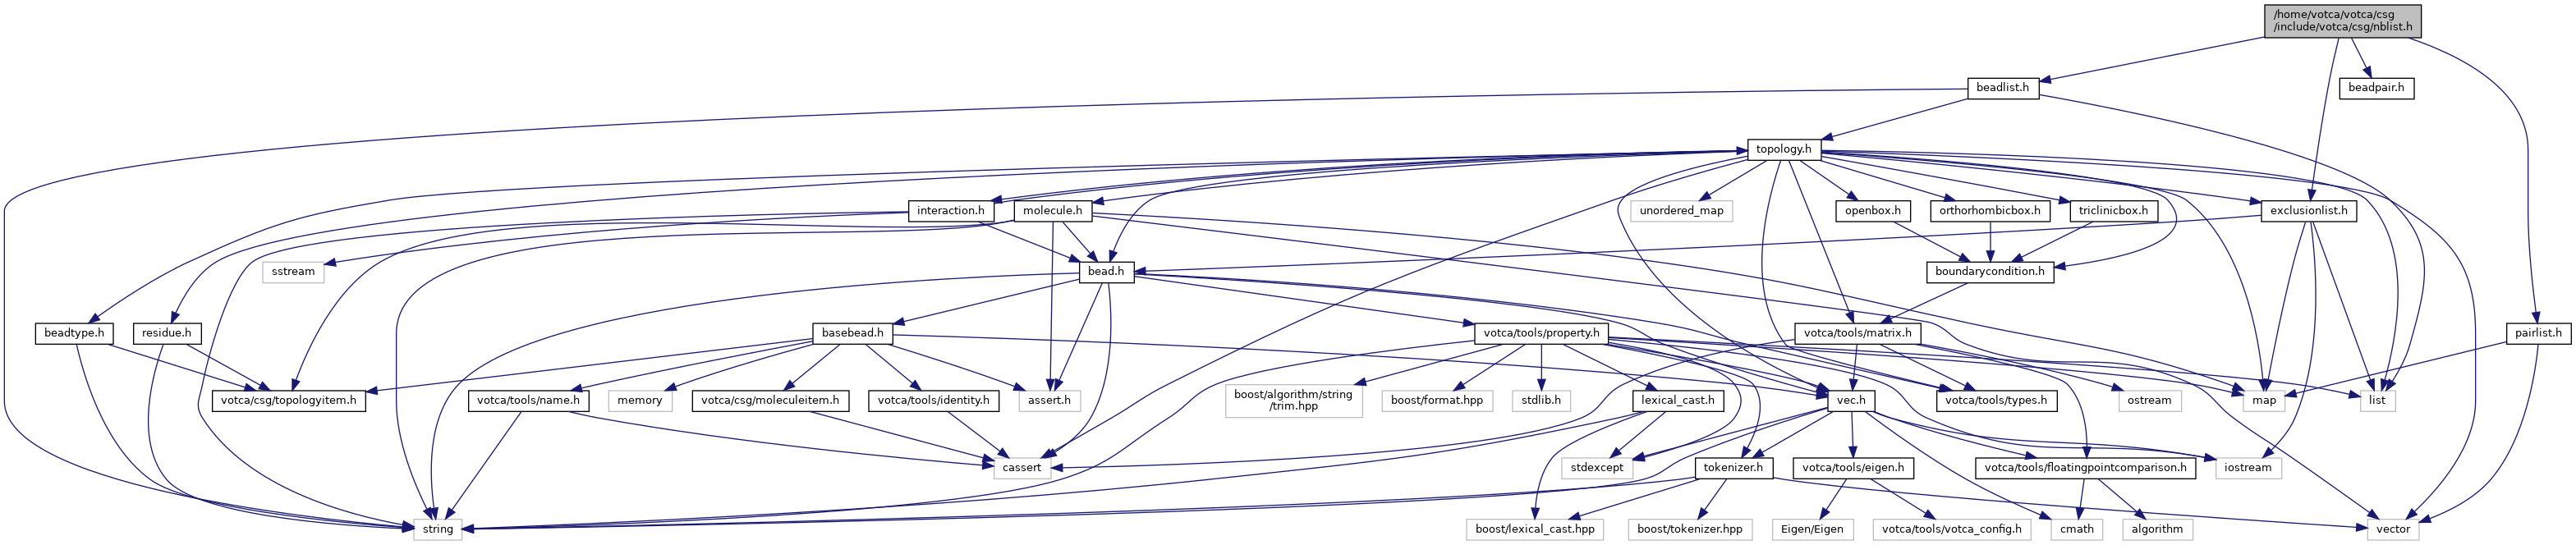 /home/votca/votca/csg
/include/votca/csg/nblist.h
beadlist.h
beadpair.h
topology.h
interaction.h
molecule.h
unordered_map
openbox.h
orthorhombicbox.h
triclinicbox.h
exclusionlist.h
sstream
bead.h
boundarycondition.h
beadtype.h
residue.h
basebead.h
votca/tools/property.h
votca/tools/matrix.h
pairlist.h
votca/csg/topologyitem.h
votca/tools/name.h
memory
votca/csg/moleculeitem.h
votca/tools/identity.h
assert.h
boost/algorithm/string
/trim.hpp
boost/format.hpp
stdlib.h
lexical_cast.h
vec.h
votca/tools/types.h
ostream
map
list
cassert
stdexcept
tokenizer.h
votca/tools/eigen.h
votca/tools/floatingpointcomparison.h
iostream
string
boost/lexical_cast.hpp
boost/tokenizer.hpp
Eigen/Eigen
votca/tools/votca_config.h
cmath
algorithm
vector